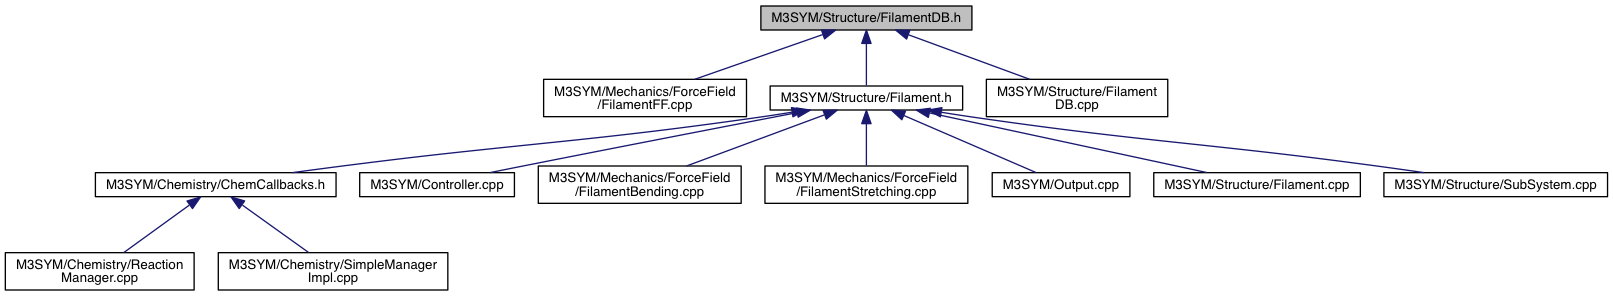 M3SYM/Structure/FilamentDB.h
M3SYM/Mechanics/ForceField
/FilamentFF.cpp
M3SYM/Structure/Filament.h
M3SYM/Structure/Filament
DB.cpp
M3SYM/Chemistry/ChemCallbacks.h
M3SYM/Controller.cpp
M3SYM/Mechanics/ForceField
/FilamentBending.cpp
M3SYM/Mechanics/ForceField
/FilamentStretching.cpp
M3SYM/Output.cpp
M3SYM/Structure/Filament.cpp
M3SYM/Structure/SubSystem.cpp
M3SYM/Chemistry/Reaction
Manager.cpp
M3SYM/Chemistry/SimpleManager
Impl.cpp